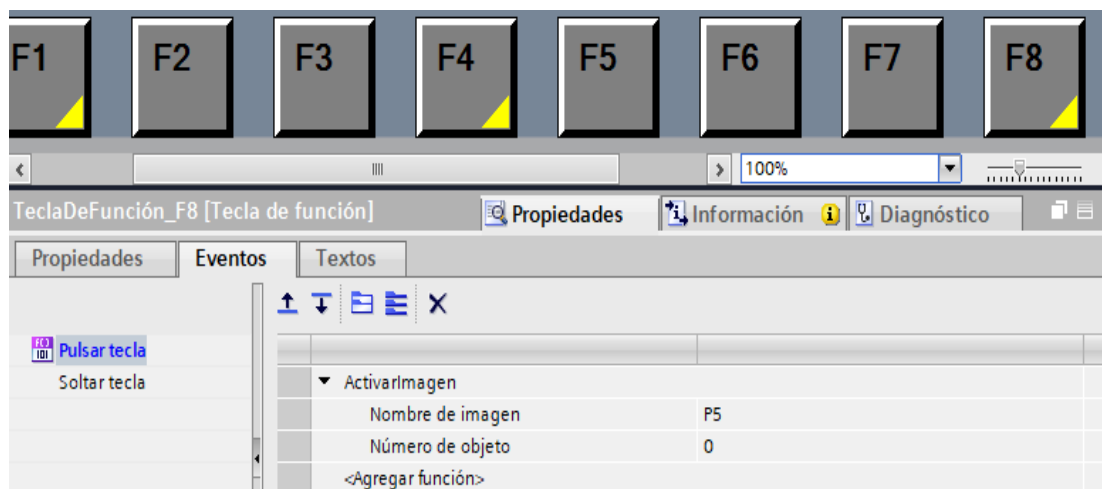 F1 F2 F3 F4 F5 F6 F7 F8
100%
TeclaDeFunción_F8 [Tecla de función] Propiedades Información Diagnóstico
Propiedades Eventos Textos
Pulsar tecla
Soltar tecla
ActivarImagen
Nombre de imagen P5
Número de objeto 0
<Agregar función>